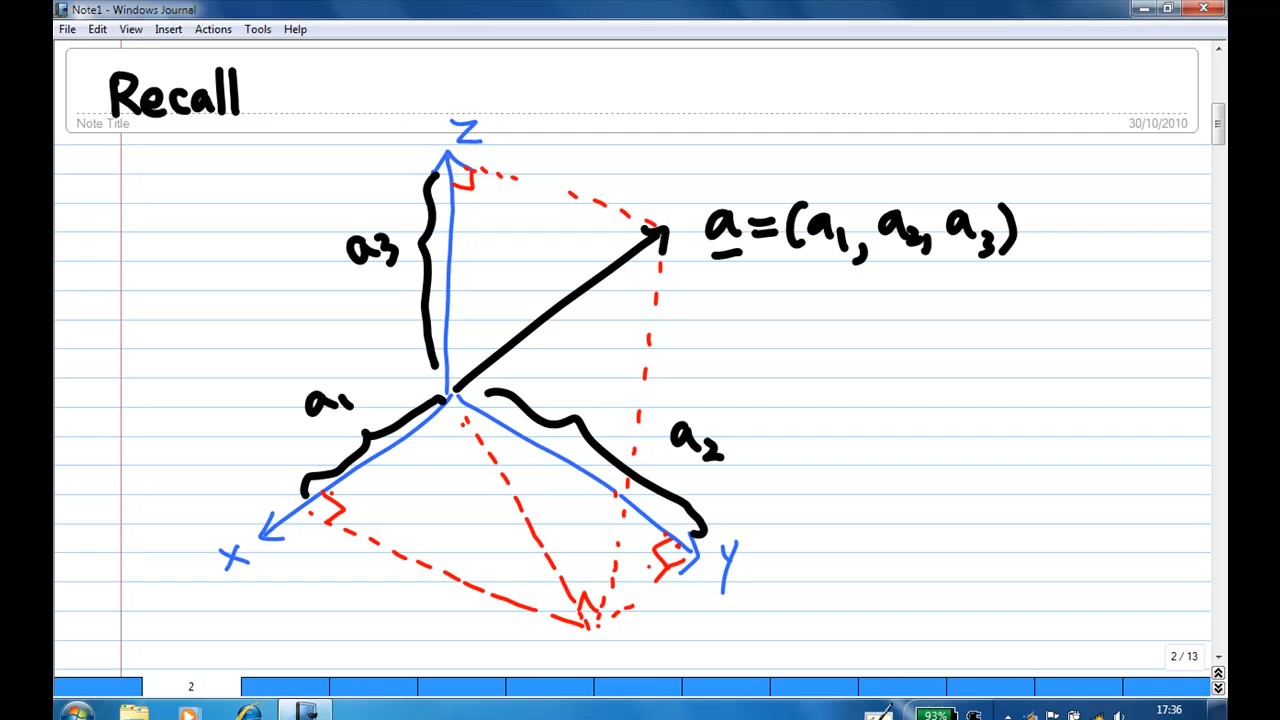 Note1 - Windows Journal
File Edit View Insert Actions Tools Help
Recall
Note Title
30/10/2010
Z
a3
a = (a1, a2, a3)
a1
a2
X
Y
2 / 13
2
93%
17:36